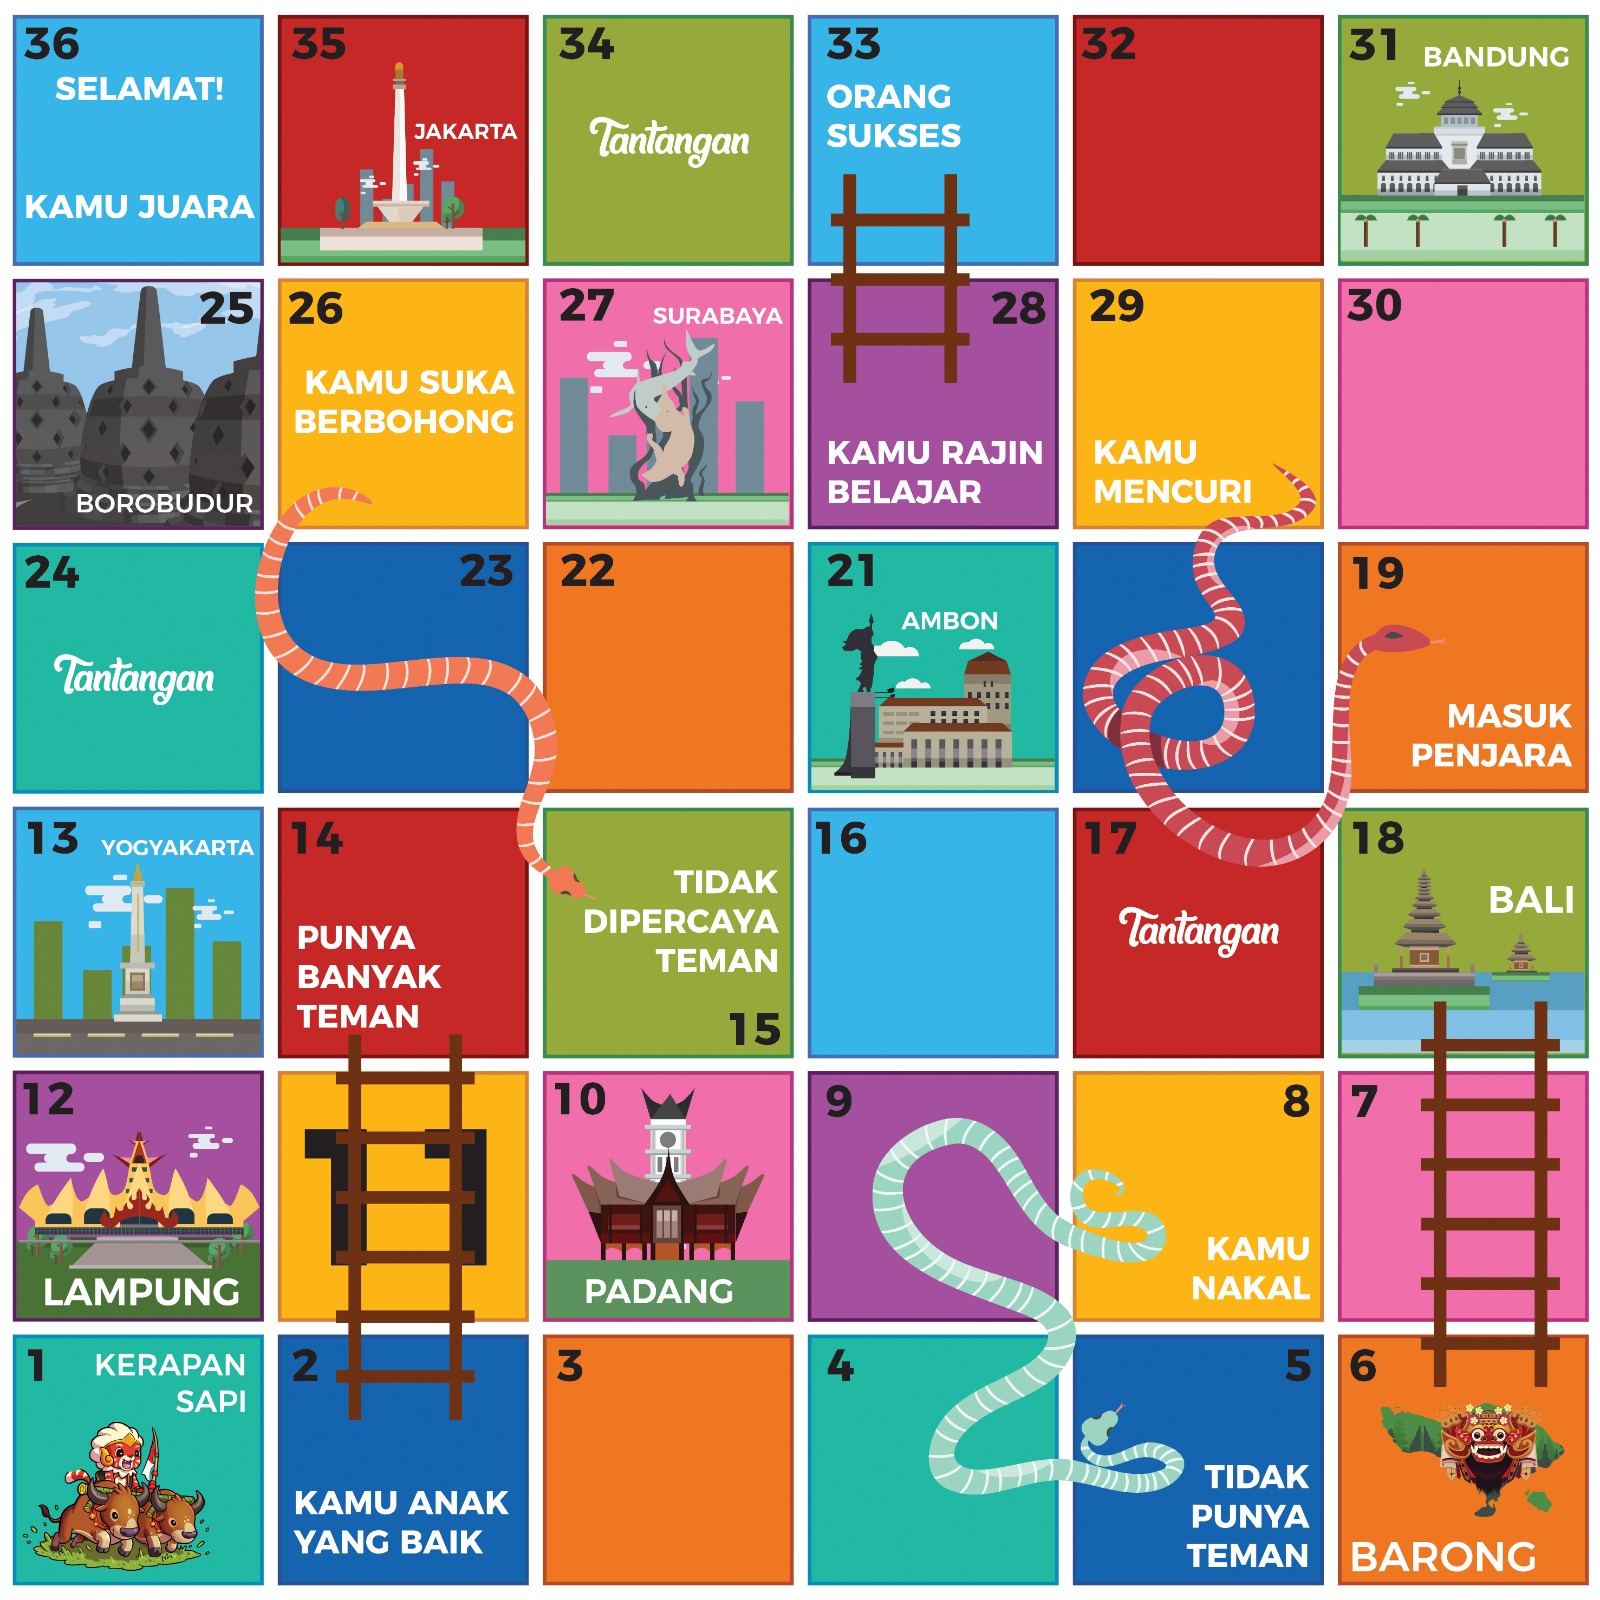 36
SELAMAT!
KAMU JUARA
35
JAKARTA
34
Tantangan
33
ORANG
SUKSES
32
31
BANDUNG
25
BOROBUDUR
26
KAMU SUKA
BERBOHONG
27
SURABAYA
28
KAMU RAJIN
BELAJAR
29
KAMU
MENCURI
30
24
Tantangan
23
22
21
AMBON
19
MASUK
PENJARA
13
YOGYAKARTA
14
PUNYA
BANYAK
TEMAN
TIDAK
DIPERCAYA
TEMAN
15
16
17
Tantangan
18
BALI
12
LAMPUNG
11
10
PADANG
9
8
KAMU
NAKAL
7
1
KERAPAN
SAPI
2
KAMU ANAK
YANG BAIK
3
4
5
TIDAK
PUNYA
TEMAN
6
BARONG